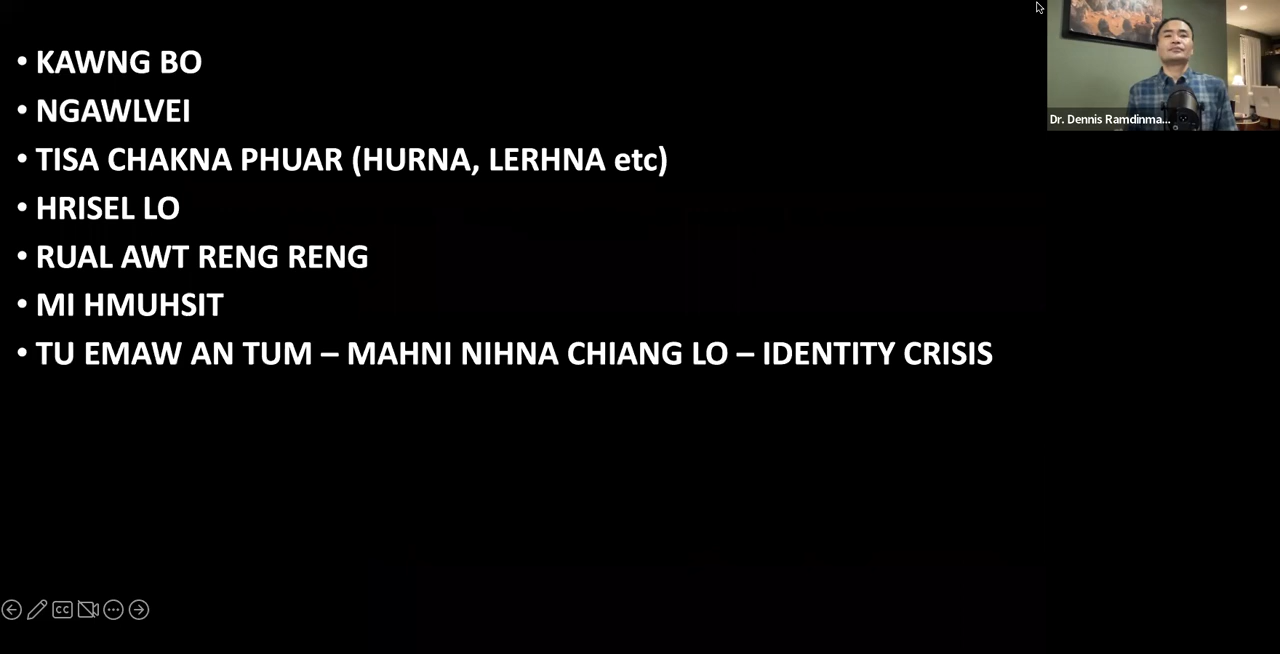 • KAWNG BO
• NGAWLVEI
• TISA CHAKNA PHUAR (HURNA, LERHNA etc)
• HRISEL LO
• RUAL AWT RENG RENG
• MI HMUHSIT
• TU EMAW AN TUM – MAHNI NIHNA CHIANG LO – IDENTITY CRISIS
Dr. Dennis Ramdinma...
CC